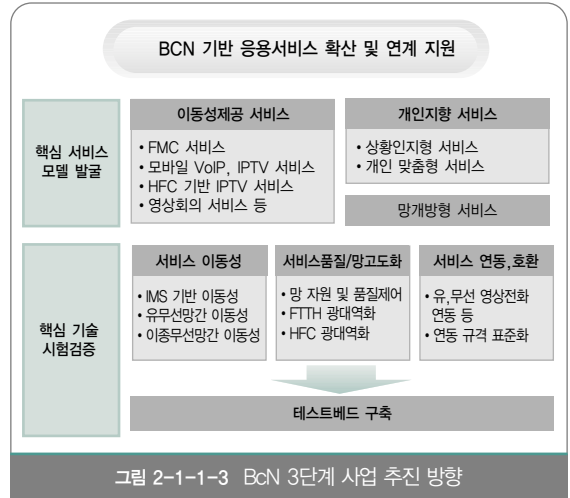 BCN 기반 응용서비스 확산 및 연계 지원
핵심 서비스
모델 발굴
이동성제공 서비스
• FMC 서비스
• 모바일 VoIP, IPTV 서비스
• HFC 기반 IPTV 서비스
• 영상회의 서비스 등
개인지향 서비스
• 상황인지형 서비스
• 개인 맞춤형 서비스
망개방형 서비스
핵심 기술
시험검증
서비스 이동성
• IMS 기반 이동성
• 유무선망간 이동성
• 이종무선망간 이동성
서비스품질/망고도화
• 망 자원 및 품질제어
• FTTH 광대역화
• HFC 광대역화
서비스 연동,호환
• 유,무선 영상전화
연동 등
• 연동 규격 표준화
테스트베드 구축
그림 2-1-1-3 BcN 3단계 사업 추진 방향